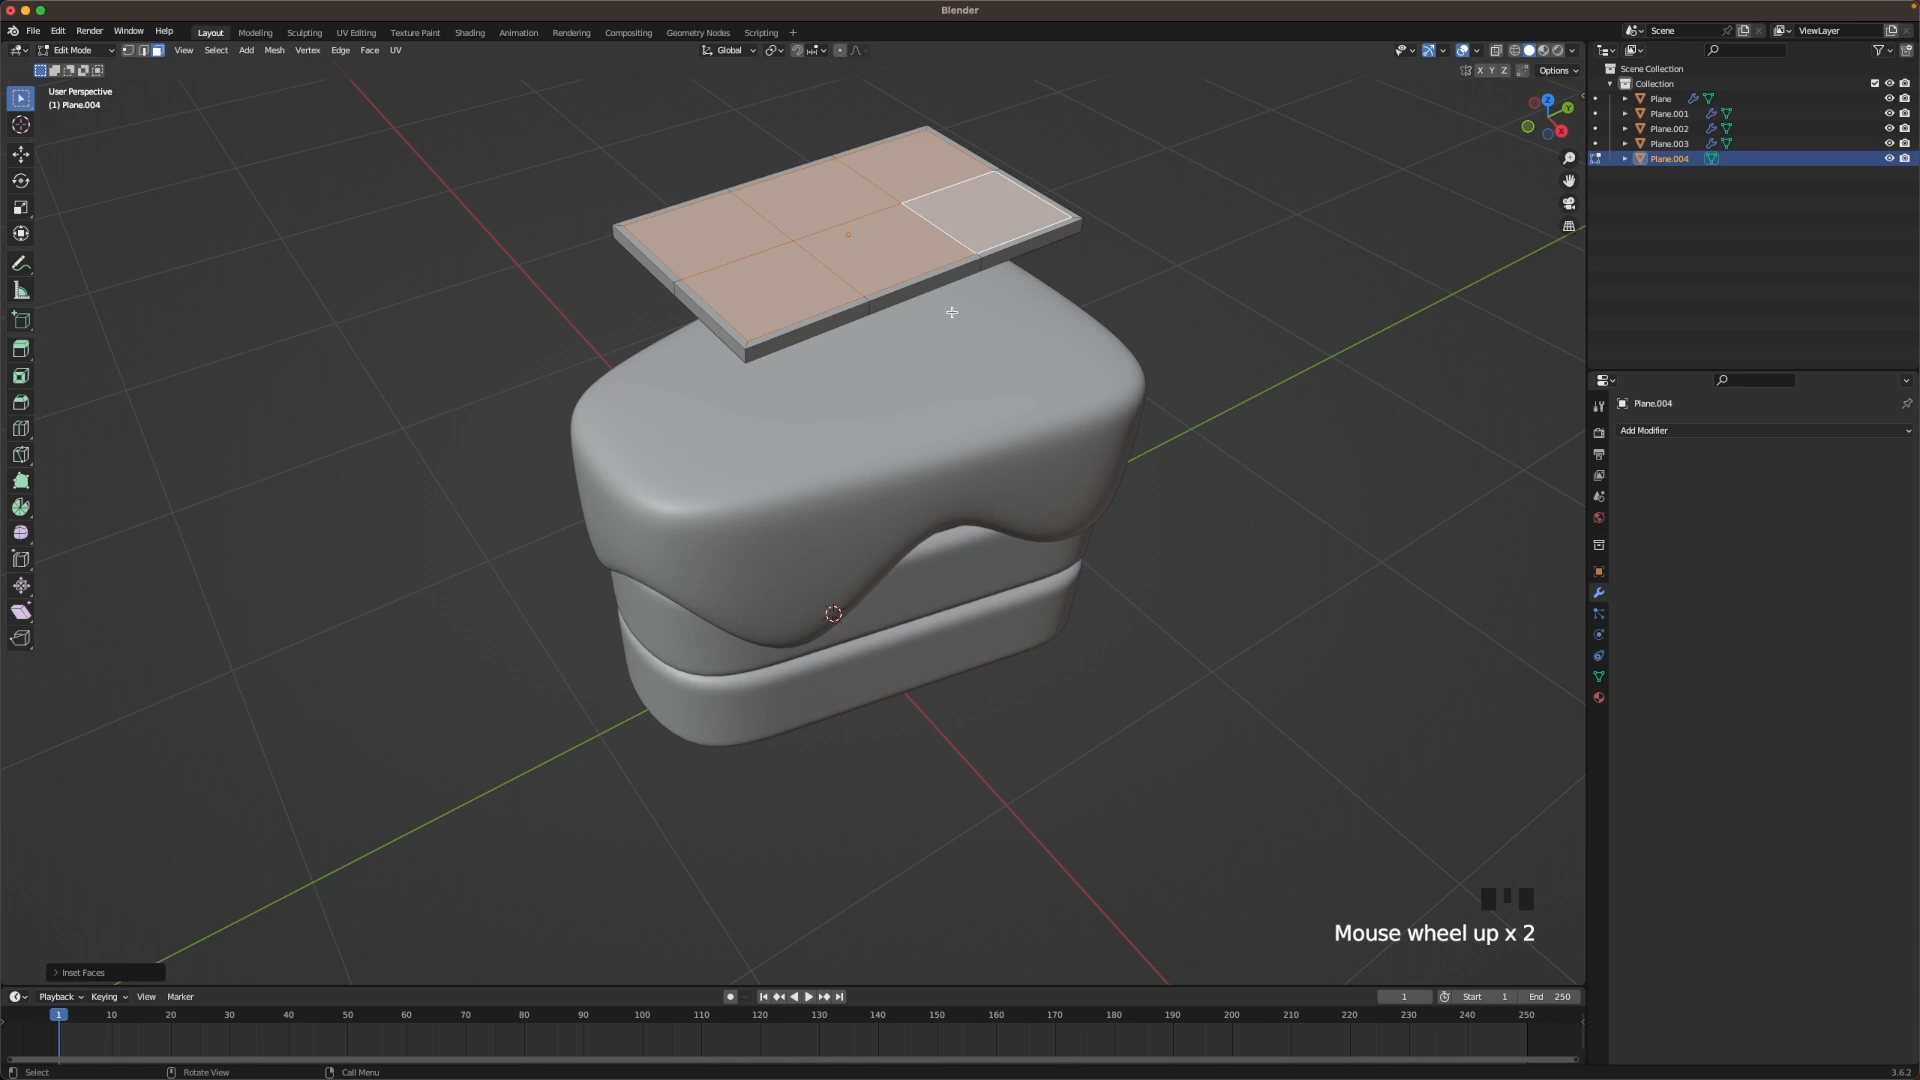 Blender
File Edit Render Window Help Layout Modeling Sculpting UV Editing Texture Paint Shading Animation Rendering Compositing Geometry Nodes Scripting + Scene ViewLayer
Edit Mode View Select Add Mesh Vertex Edge Face UV Global
X Y Z Options
User Perspective
(1) Plane.004
Scene Collection
Collection
Plane
Plane.001
Plane.002
Plane.003
Plane.004
Z
Y
X
Plane.004
Add Modifier
Mouse wheel up x 2
Inset Faces
Playback Keying View Marker 1 Start 1 End 250
1 10 20 30 40 50 60 70 80 90 100 110 120 130 140 150 160 170 180 190 200 210 220 230 240 250
Select Rotate View Call Menu 3.6.2